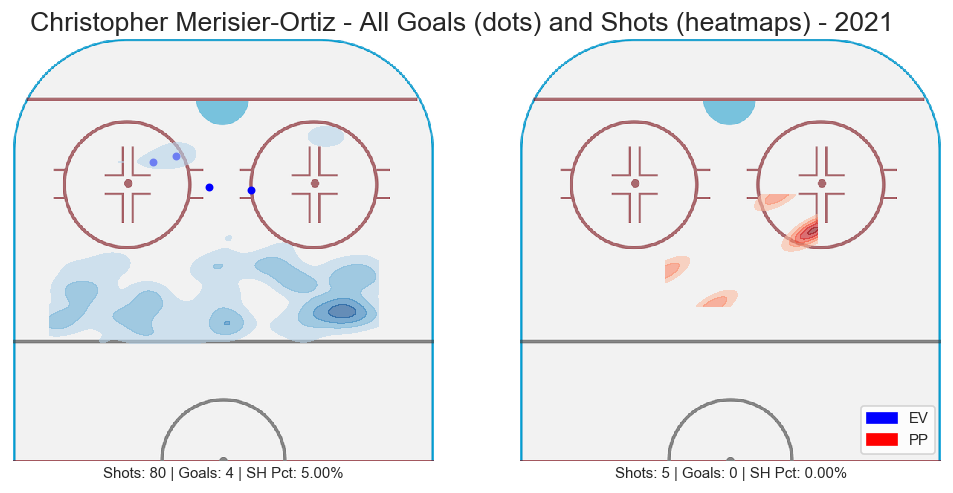 Christopher Merisier-Ortiz - All Goals (dots) and Shots (heatmaps) - 2021
EV
PP
Shots: 80 | Goals: 4 | SH Pct: 5.00%
Shots: 5 | Goals: 0 | SH Pct: 0.00%